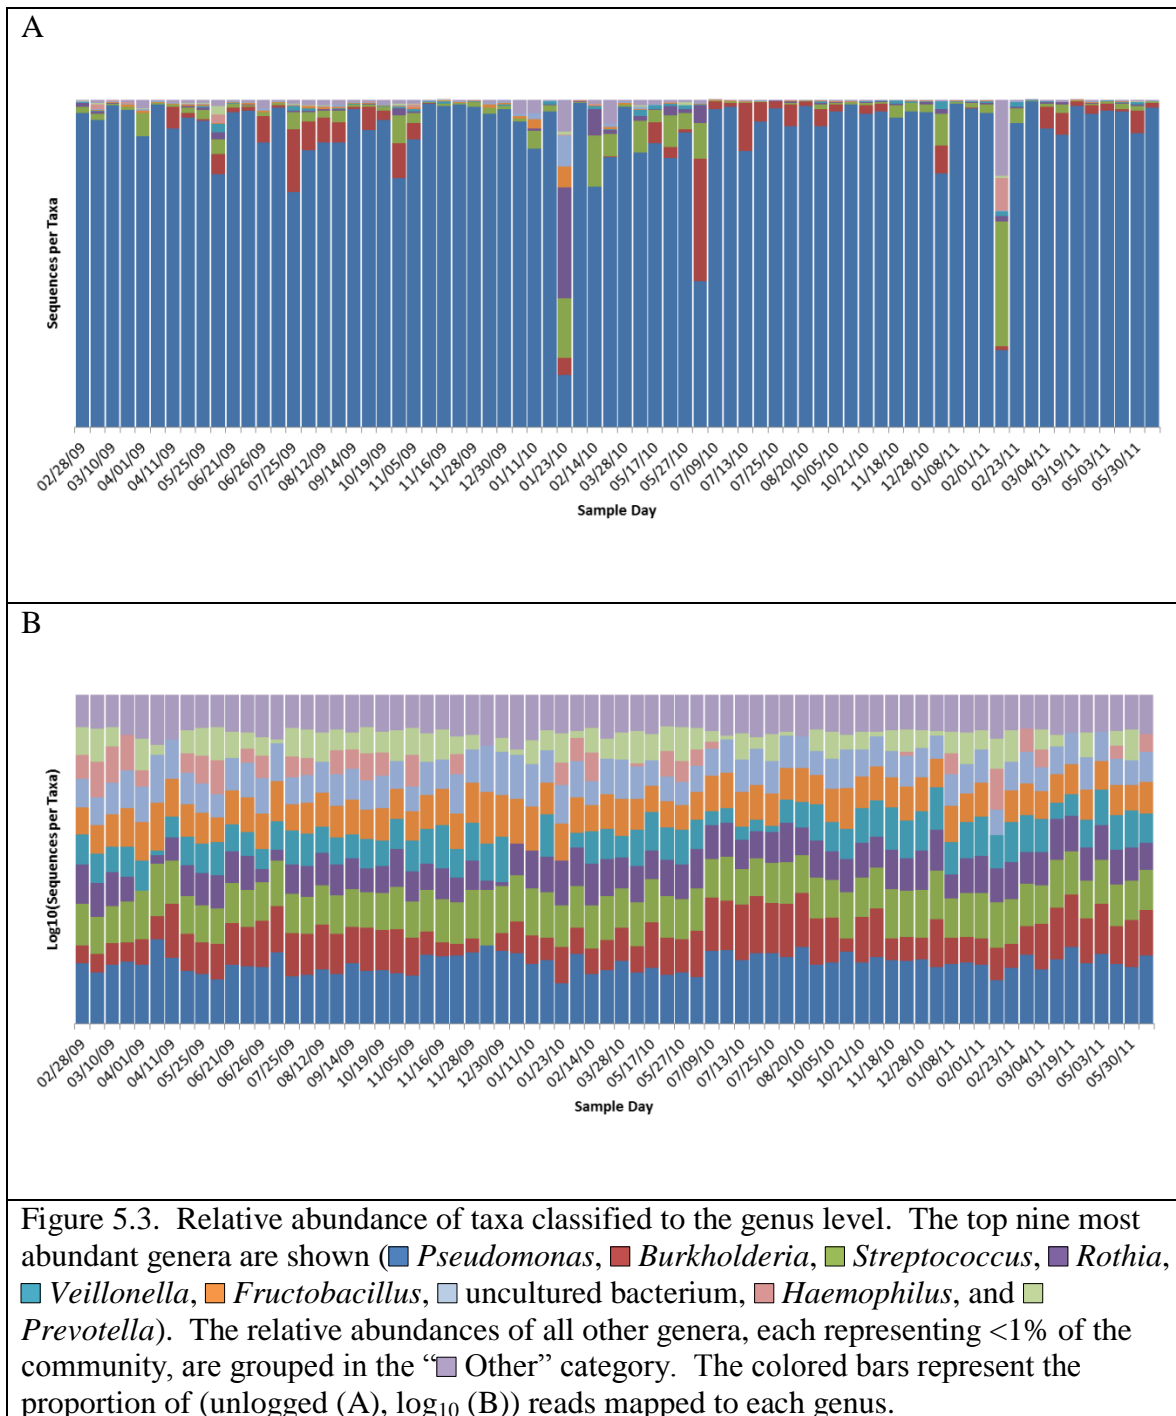 A
Sequences per Taxa
02/28/09 03/10/09 04/01/09 04/11/09 05/25/09 06/21/09 06/26/09 07/25/09 08/12/09 09/14/09 10/19/09 11/05/09 11/16/09 11/28/09 12/30/09 01/11/10 01/23/10 02/14/10 03/28/10 05/17/10 05/27/10 07/09/10 07/13/10 07/25/10 08/20/10 10/05/10 10/21/10 11/18/10 12/28/10 01/08/11 02/01/11 02/23/11 03/04/11 03/19/11 05/03/11 05/30/11
Sample Day
B
Log10(Sequences per Taxa)
02/28/09 03/10/09 04/01/09 04/11/09 05/25/09 06/21/09 06/26/09 07/25/09 08/12/09 09/14/09 10/19/09 11/05/09 11/16/09 11/28/09 12/30/09 01/11/10 01/23/10 02/14/10 03/28/10 05/17/10 05/27/10 07/09/10 07/13/10 07/25/10 08/20/10 10/05/10 10/21/10 11/18/10 12/28/10 01/08/11 02/01/11 02/23/11 03/04/11 03/19/11 05/03/11 05/30/11
Sample Day
Figure 5.3. Relative abundance of taxa classified to the genus level. The top nine most
abundant genera are shown (Pseudomonas, Burkholderia, Streptococcus, Rothia,
Veillonella, Fructobacillus, uncultured bacterium, Haemophilus, and
Prevotella). The relative abundances of all other genera, each representing <1% of the
community, are grouped in the “ Other” category. The colored bars represent the
proportion of (unlogged (A), log10 (B)) reads mapped to each genus.